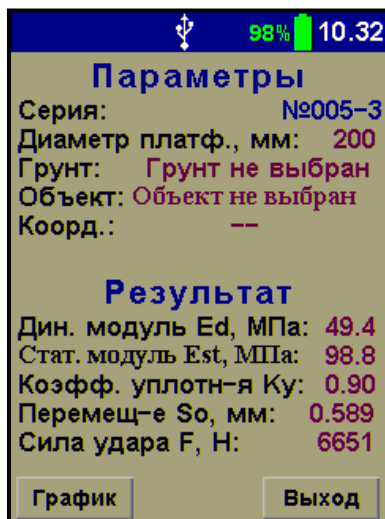 98% 10.32
Параметры
Серия: №005-3
Диаметр платф., мм: 200
Грунт: Грунт не выбран
Объект: Объект не выбран
Коорд.: --
Результат
Дин. модуль Ed, МПа: 49.4
Стат. модуль Est, МПа: 98.8
Коэфф. уплотн-я Ку: 0.90
Перемещ-е So, мм: 0.589
Сила удара F, Н: 6651
График Выход